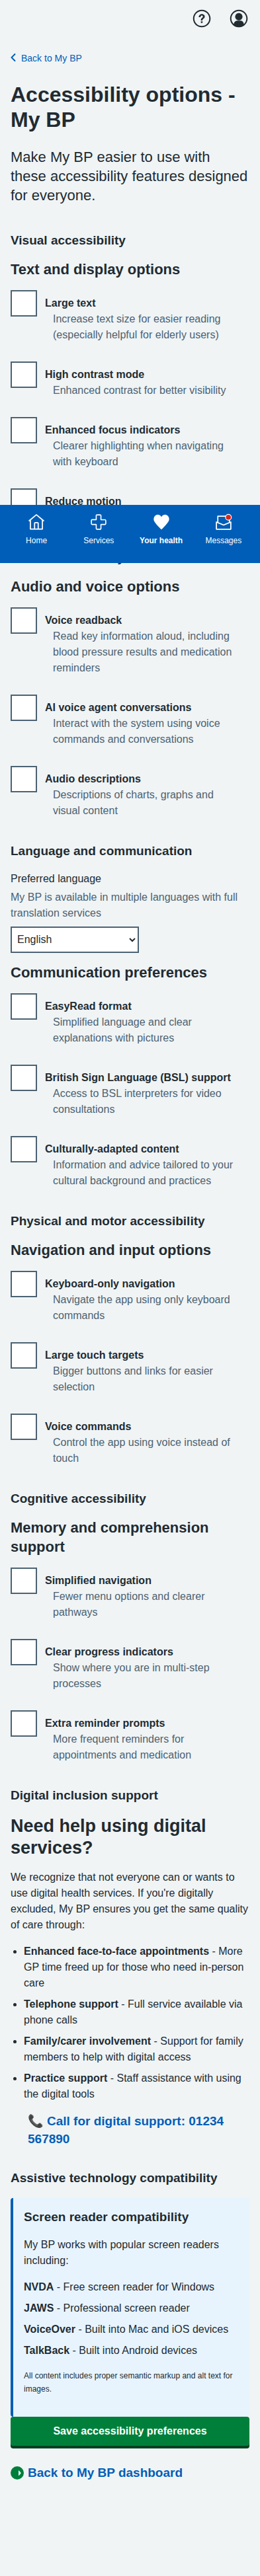 Back to My BP
Accessibility options -
My BP
Make My BP easier to use with
these accessibility features designed
for everyone.
Visual accessibility
Text and display options
Large text
Increase text size for easier reading
(especially helpful for elderly users)
High contrast mode
Enhanced contrast for better visibility
Enhanced focus indicators
Clearer highlighting when navigating
with keyboard
Reduce motion
Home Services Your health Messages
Audio and voice options
Voice readback
Read key information aloud, including
blood pressure results and medication
reminders
AI voice agent conversations
Interact with the system using voice
commands and conversations
Audio descriptions
Descriptions of charts, graphs and
visual content
Language and communication
Preferred language
My BP is available in multiple languages with full
translation services
English
Communication preferences
EasyRead format
Simplified language and clear
explanations with pictures
British Sign Language (BSL) support
Access to BSL interpreters for video
consultations
Culturally-adapted content
Information and advice tailored to your
cultural background and practices
Physical and motor accessibility
Navigation and input options
Keyboard-only navigation
Navigate the app using only keyboard
commands
Large touch targets
Bigger buttons and links for easier
selection
Voice commands
Control the app using voice instead of
touch
Cognitive accessibility
Memory and comprehension
support
Simplified navigation
Fewer menu options and clearer
pathways
Clear progress indicators
Show where you are in multi-step
processes
Extra reminder prompts
More frequent reminders for
appointments and medication
Digital inclusion support
Need help using digital
services?
We recognize that not everyone can or wants to
use digital health services. If you're digitally
excluded, My BP ensures you get the same quality
of care through:
• Enhanced face-to-face appointments - More
GP time freed up for those who need in-person
care
• Telephone support - Full service available via
phone calls
• Family/carer involvement - Support for family
members to help with digital access
• Practice support - Staff assistance with using
the digital tools
📞 Call for digital support: 01234
567890
Assistive technology compatibility
Screen reader compatibility
My BP works with popular screen readers
including:
NVDA - Free screen reader for Windows
JAWS - Professional screen reader
VoiceOver - Built into Mac and iOS devices
TalkBack - Built into Android devices
All content includes proper semantic markup and alt text for
images.
Save accessibility preferences
Back to My BP dashboard